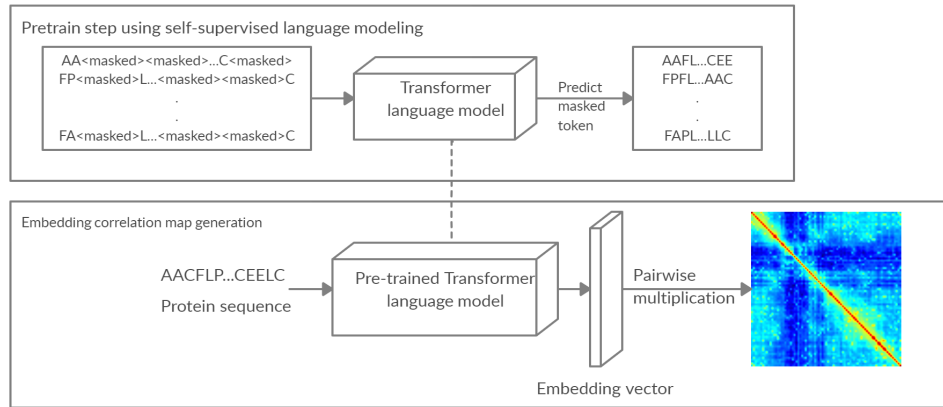 Pretrain step using self-supervised language modeling
AA<masked><masked>...C<masked>
FP<masked>L...<masked><masked>C
.
.
FA<masked>L...<masked><masked>C
Transformer
language model
Predict
masked
token
AAFL...CEE
FPFL...AAC
.
.
FAPL...LLC
Embedding correlation map generation
AACFLP...CEELC
Protein sequence
Pre-trained Transformer
language model
Pairwise
multiplication
Embedding vector